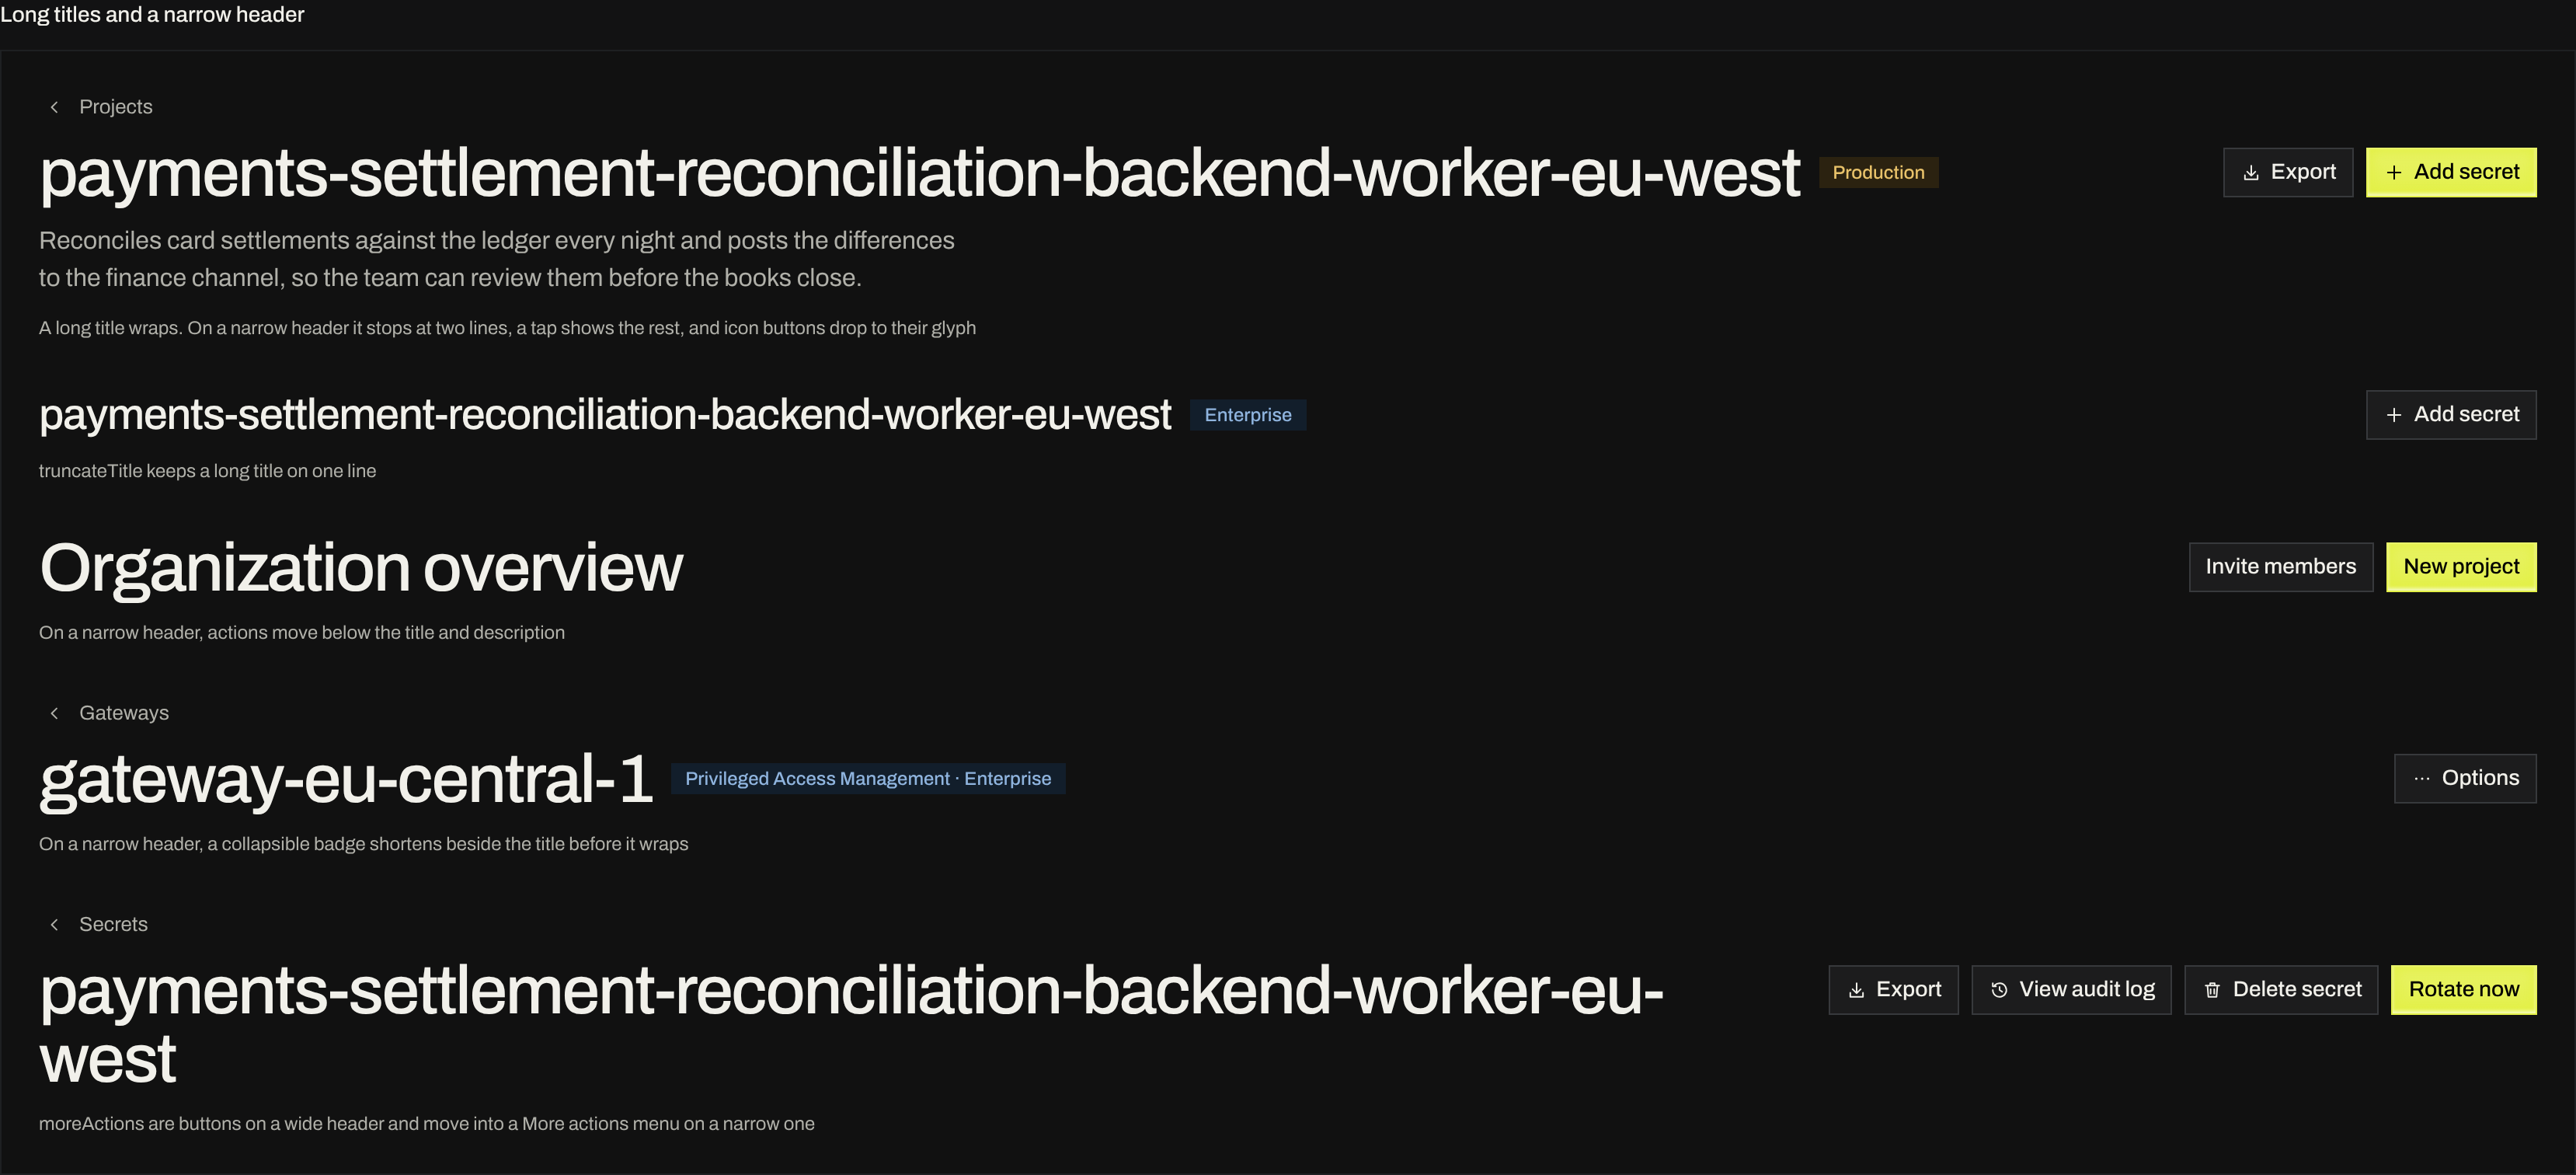 Long titles and a narrow header
Projects
payments-settlement-reconciliation-backend-worker-eu-west Production
Export
Add secret
Reconciles card settlements against the ledger every night and posts the differences
to the finance channel, so the team can review them before the books close.
A long title wraps. On a narrow header it stops at two lines, a tap shows the rest, and icon buttons drop to their glyph
payments-settlement-reconciliation-backend-worker-eu-west Enterprise
Add secret
truncateTitle keeps a long title on one line
Organization overview
Invite members
New project
On a narrow header, actions move below the title and description
Gateways
gateway-eu-central-1 Privileged Access Management · Enterprise
Options
On a narrow header, a collapsible badge shortens beside the title before it wraps
Secrets
payments-settlement-reconciliation-backend-worker-eu-
west
Export
View audit log
Delete secret
Rotate now
moreActions are buttons on a wide header and move into a More actions menu on a narrow one